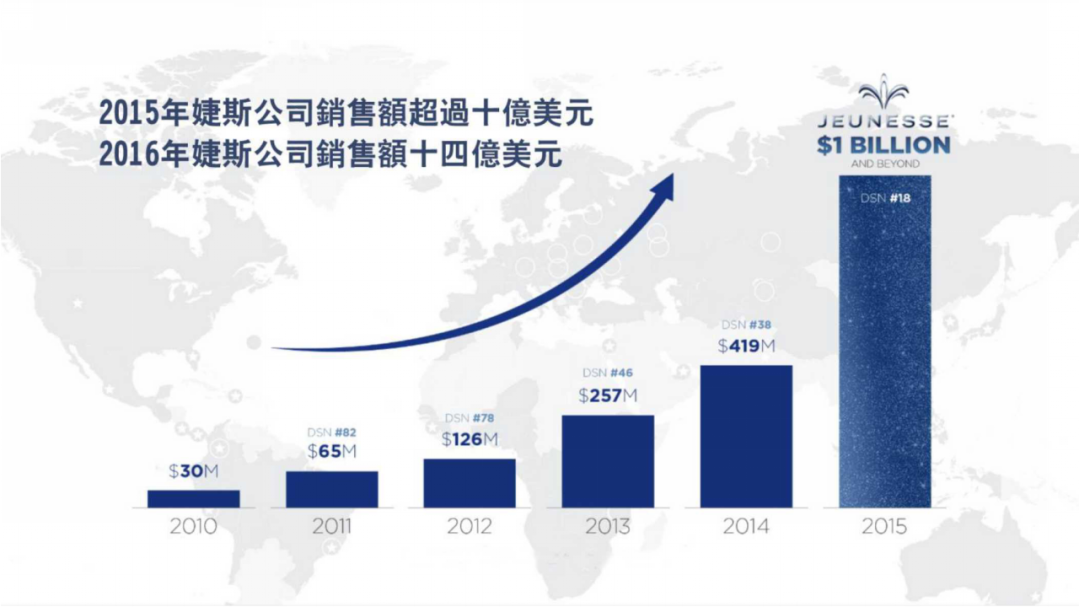 2015年婕斯公司銷售額超過十億美元
2016年婕斯公司銷售額十四億美元
JEUNESSE®
$1 BILLION
AND BEYOND
DSN #18
DSN #38
$419M
DSN #46
$257M
DSN #78
$126M
DSN #82
$65M
$30M
2010
2011
2012
2013
2014
2015